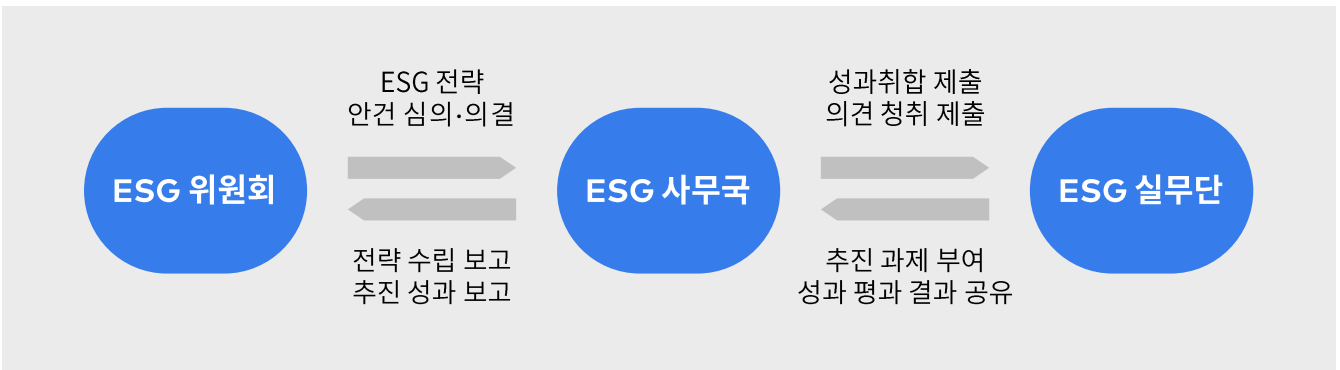 ESG 전략
안건 심의·의결
성과취합 제출
의견 청취 제출
ESG 위원회
ESG 사무국
ESG 실무단
전략 수립 보고
추진 성과 보고
추진 과제 부여
성과 평과 결과 공유